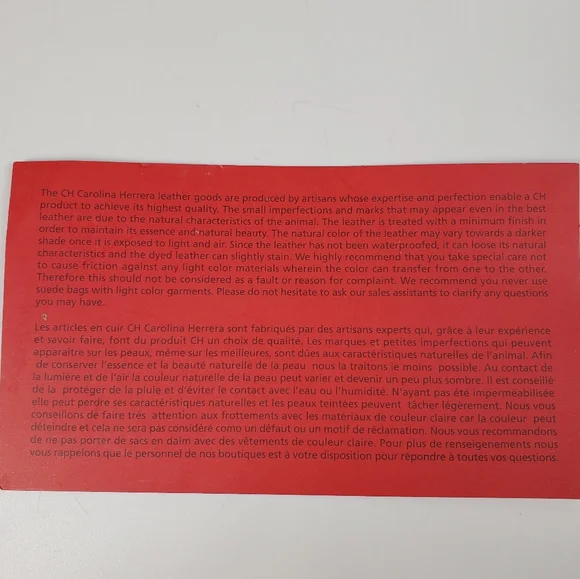 The CH Carolina Herrera leather goods are produced by artisans whose expertise and perfection enable a CH
product to achieve its highest quality. The small imperfections and marks that may appear even in the best
leather are due to the natural characteristics of the animal. The leather is treated with a minimum finish in
order to maintain its essence and natural beauty. The natural color of the leather may vary towards a darker
shade once it is exposed to light and air. Since the leather has not been waterproofed, it can loose its natural
characteristics and the dyed leather can slightly stain. We highly recommend that you take special care not
to cause friction against any light color materials wherein the color can transfer from one to the other.
Therefore this should not be considered as a fault or reason for complaint. We recommend you never use
suede bags with light color garments. Please do not hesitate to ask our sales assistants to clarify any questions
you may have.
Les articles en cuir CH Carolina Herrera sont fabriqués par des artisans experts qui, grâce à leur expérience
et savoir faire, font du produit CH un choix de qualité. Les marques et petites imperfections qui peuvent
apparaître sur les peaux, même sur les meilleures, sont dûes aux caractéristiques naturelles de l'animal. Afin
de conserver l'essence et la beauté naturelle de la peau nous la traitons le moins possible. Au contact de
la lumière et de l'air la couleur naturelle de la peau peut varier et devenir un peu plus sombre. Il est conseillé
de la protéger de la pluie et d'éviter le contact avec l'eau ou l'humidité. N'ayant pas été imperméabilisée
elle peut perdre ses caractéristiques naturelles et les peaux teintées peuvent tâcher légèrement. Nous vous
conseillons de faire très attention aux frottements avec les matériaux de couleur claire car la couleur peut
déteindre et cela ne sera pas considéré como un défaut ou un motif de réclamation. Nous vous recommandons
de ne pas porter de sacs en daim avec des vêtements de couleur claire. Pour plus de renseignements nous
vous rappelons que le personnel de nos boutiques est à votre disposition pour répondre à toutes vos questions.